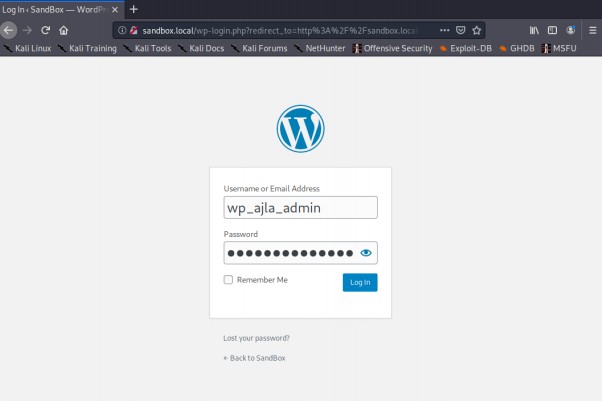 Log In ‹ SandBox — WordPr
sandbox.local/wp-login.php?redirect_to=http%3A%2F%2Fsandbox.local
Kali Linux Kali Training Kali Tools Kali Docs Kali Forums NetHunter Offensive Security Exploit-DB GHDB MSFU
Username or Email Address
wp_ajla_admin
Password
Remember Me
Log In
Lost your password?
← Back to SandBox